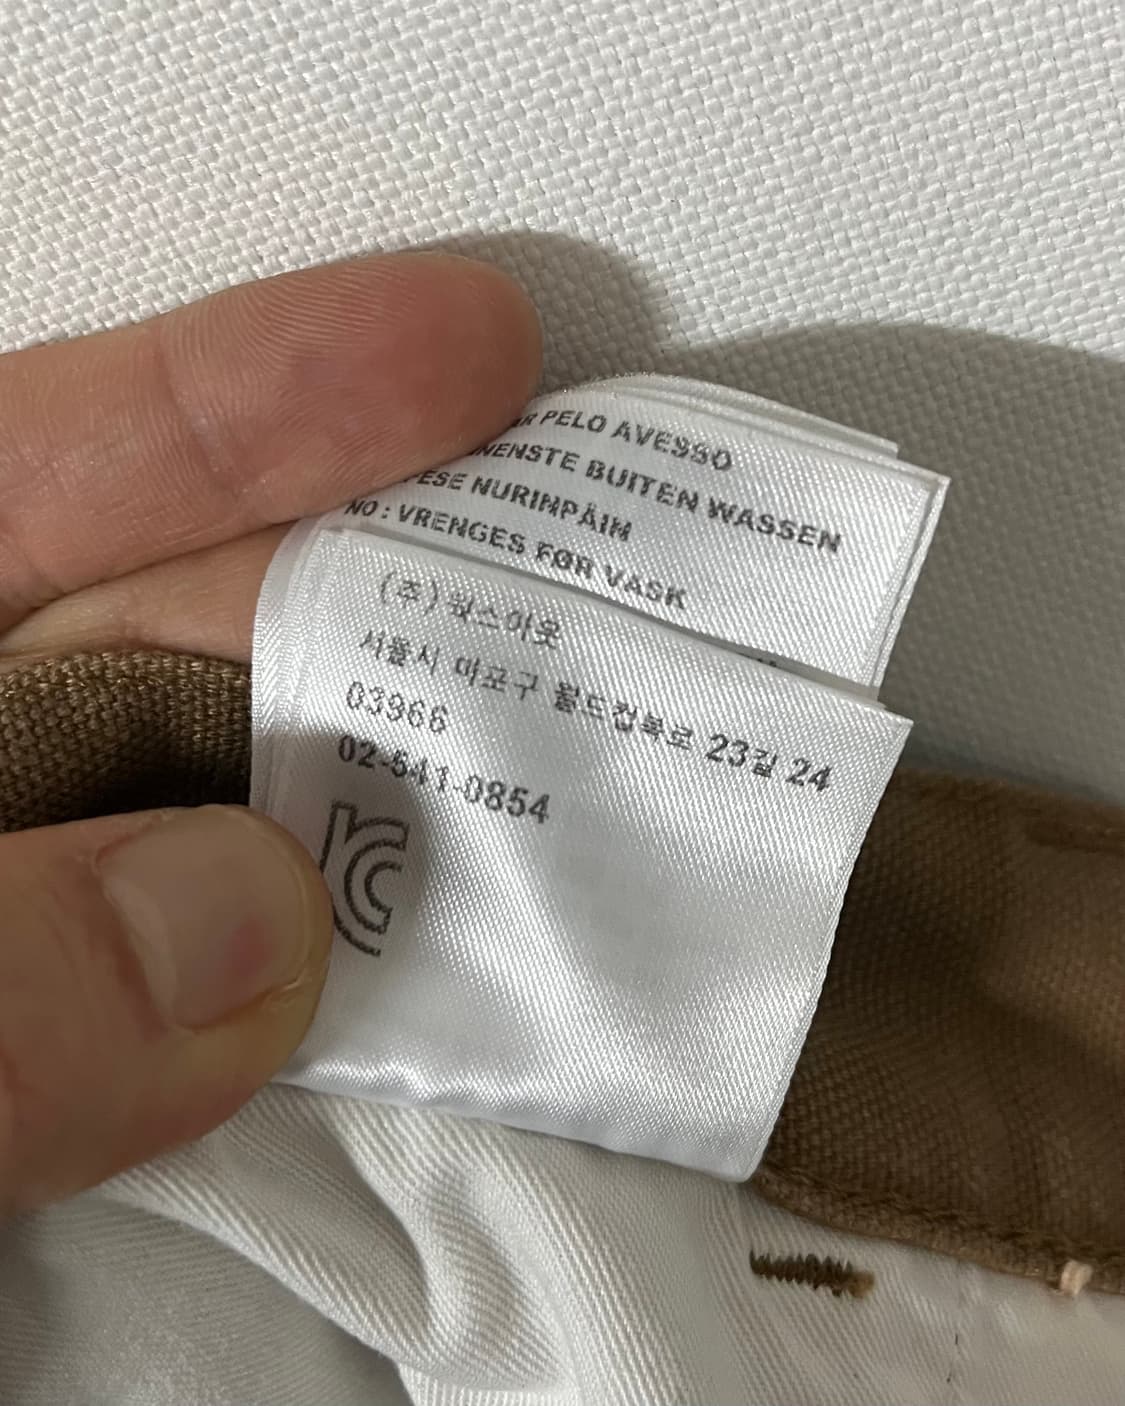 PELO AVESSO
BUITEN WASSEN
NURINPÄIN
NO : VRENGES FØR VASK
(주) 웍스아웃
서울시 마포구 월드컵북로 23길 24
03966
02-541-0854